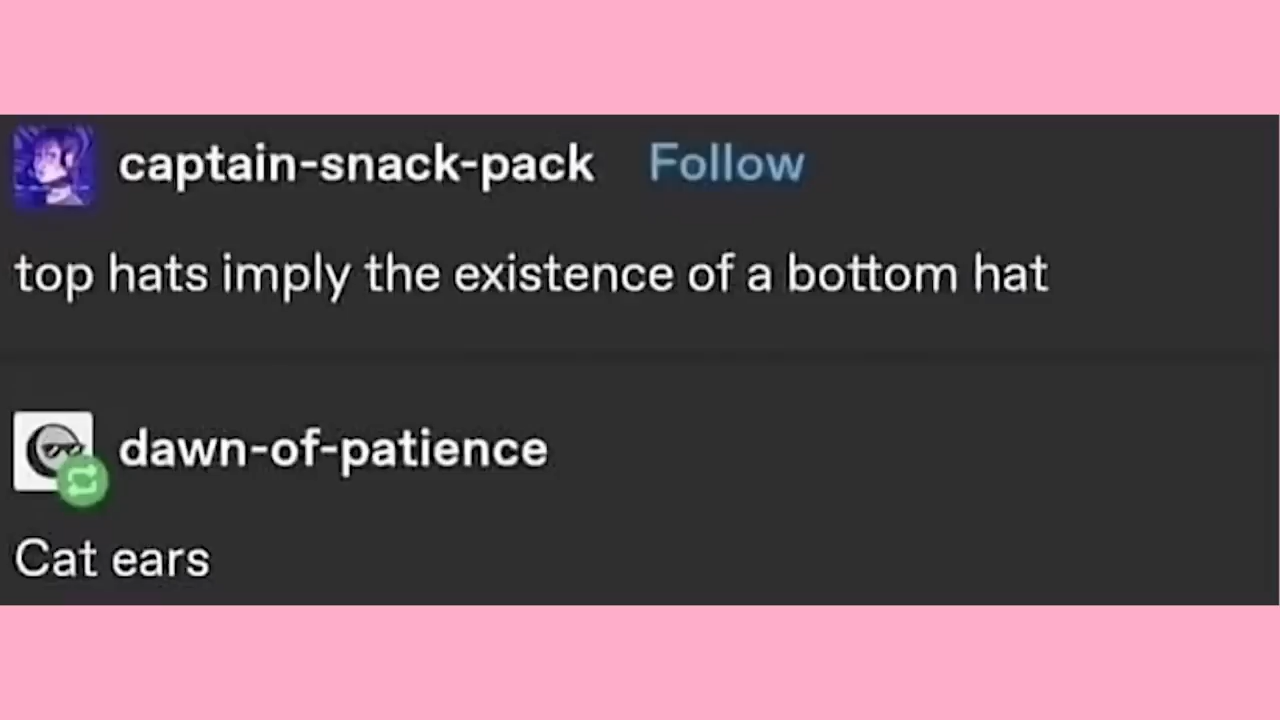 captain-snack-pack Follow
top hats imply the existence of a bottom hat
dawn-of-patience
Cat ears